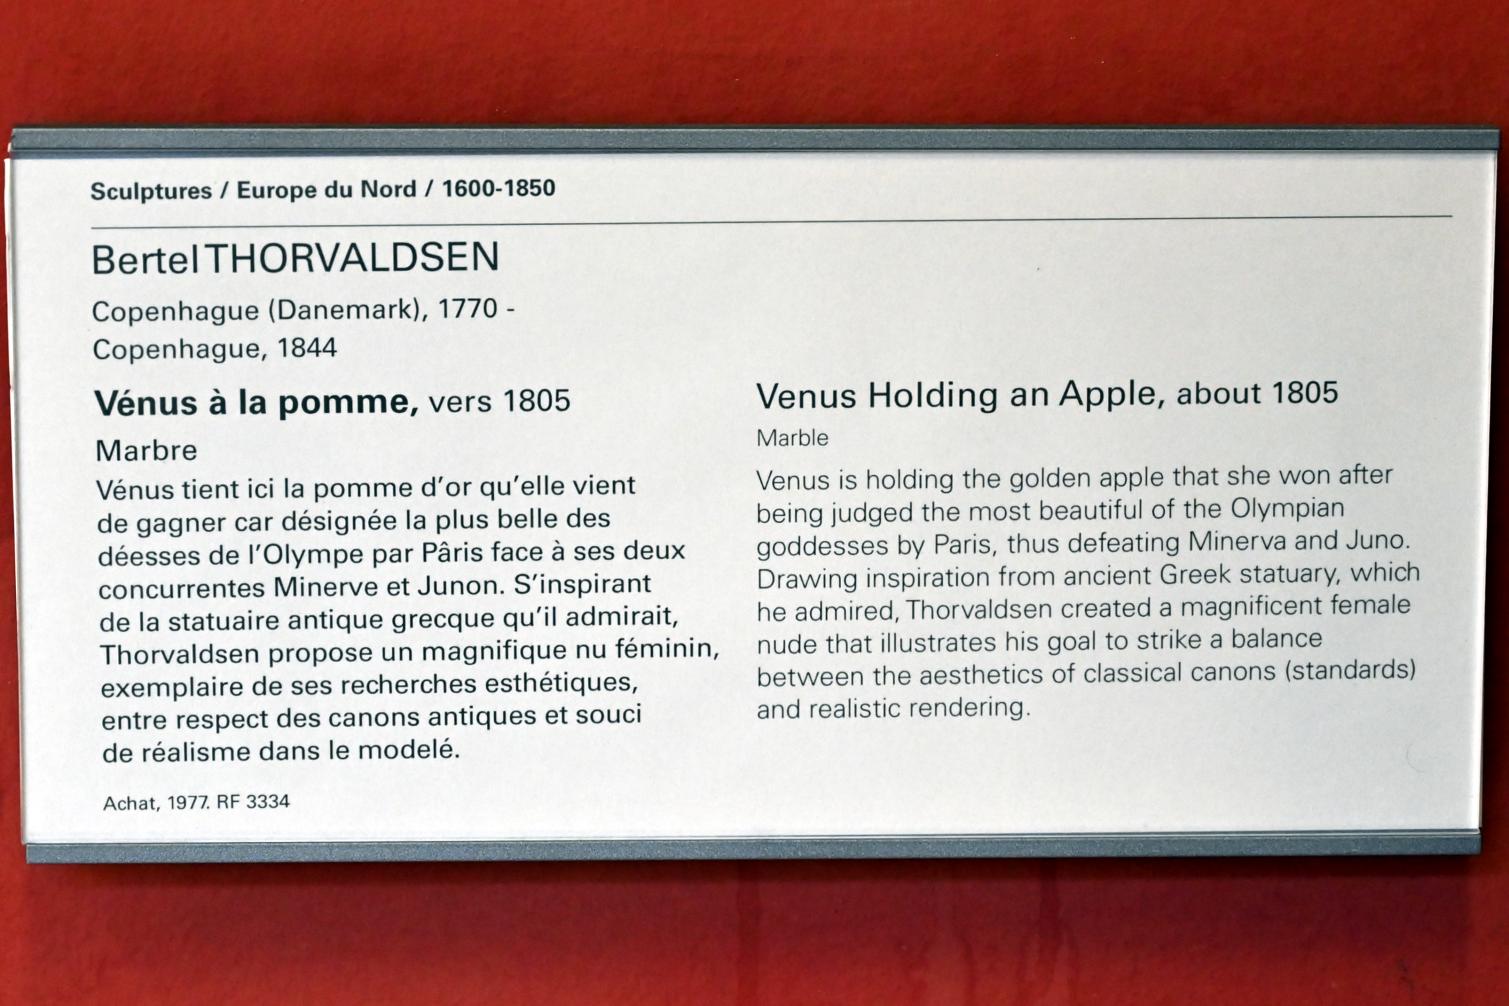 Sculptures / Europe du Nord / 1600-1850
Bertel THORVALDSEN
Copenhague (Danemark), 1770 -
Copenhague, 1844
Vénus à la pomme, vers 1805
Marbre
Vénus tient ici la pomme d'or qu'elle vient
de gagner car désignée la plus belle des
déesses de l'Olympe par Pâris face à ses deux
concurrentes Minerve et Junon. S'inspirant
de la statuaire antique grecque qu'il admirait,
Thorvaldsen propose un magnifique nu féminin,
exemplaire de ses recherches esthétiques,
entre respect des canons antiques et souci
de réalisme dans le modelé.
Achat, 1977. RF 3334
Venus Holding an Apple, about 1805
Marble
Venus is holding the golden apple that she won after
being judged the most beautiful of the Olympian
goddesses by Paris, thus defeating Minerva and Juno.
Drawing inspiration from ancient Greek statuary, which
he admired, Thorvaldsen created a magnificent female
nude that illustrates his goal to strike a balance
between the aesthetics of classical canons (standards)
and realistic rendering.